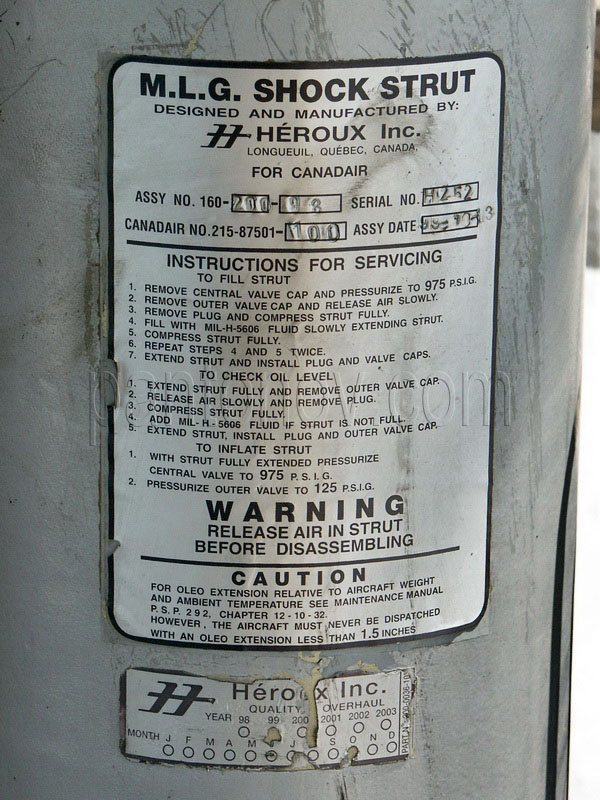 M.L.G. SHOCK STRUT
DESIGNED AND MANUFACTURED BY:
HÉROUX Inc.
LONGUEUIL, QUÉBEC, CANADA,
FOR CANADAIR
ASSY NO. 160-200- SERIAL NO.
CANADAIR NO.215-87501-100 ASSY DATE
INSTRUCTIONS FOR SERVICING
TO FILL STRUT
1. REMOVE CENTRAL VALVE CAP AND PRESSURIZE TO 975 P.S.I.G.
2. REMOVE OUTER VALVE CAP AND RELEASE AIR SLOWLY.
3. REMOVE PLUG AND COMPRESS STRUT FULLY.
4. FILL WITH MIL-H-5606 FLUID SLOWLY EXTENDING STRUT.
5. COMPRESS STRUT FULLY.
6. REPEAT STEPS 4 AND 5 TWICE.
7. EXTEND STRUT AND INSTALL PLUG AND VALVE CAPS.
TO CHECK OIL LEVEL
1. EXTEND STRUT FULLY AND REMOVE OUTER VALVE CAP.
2. RELEASE AIR SLOWLY AND REMOVE PLUG.
3. COMPRESS STRUT FULLY.
4. ADD MIL-H-5606 FLUID IF STRUT IS NOT FULL.
5. EXTEND STRUT, INSTALL PLUG AND OUTER VALVE CAP.
TO INFLATE STRUT
1. WITH STRUT FULLY EXTENDED PRESSURIZE
CENTRAL VALVE TO 975 P.S.I.G.
2. PRESSURIZE OUTER VALVE TO 125 P.S.I.G.
WARNING
RELEASE AIR IN STRUT
BEFORE DISASSEMBLING
CAUTION
FOR OLEO EXTENSION RELATIVE TO AIRCRAFT WEIGHT
AND AMBIENT TEMPERATURE SEE MAINTENANCE MANUAL
P.S.P. 292, CHAPTER 12-10-32.
HOWEVER, THE AIRCRAFT MUST NEVER BE DISPATCHED
WITH AN OLEO EXTENSION LESS THAN 1.5 INCHES
Héroux Inc.
QUALITY OVERHAUL
YEAR 98 99 2001 2002 2003
MONTH J F M A M J J S O N D